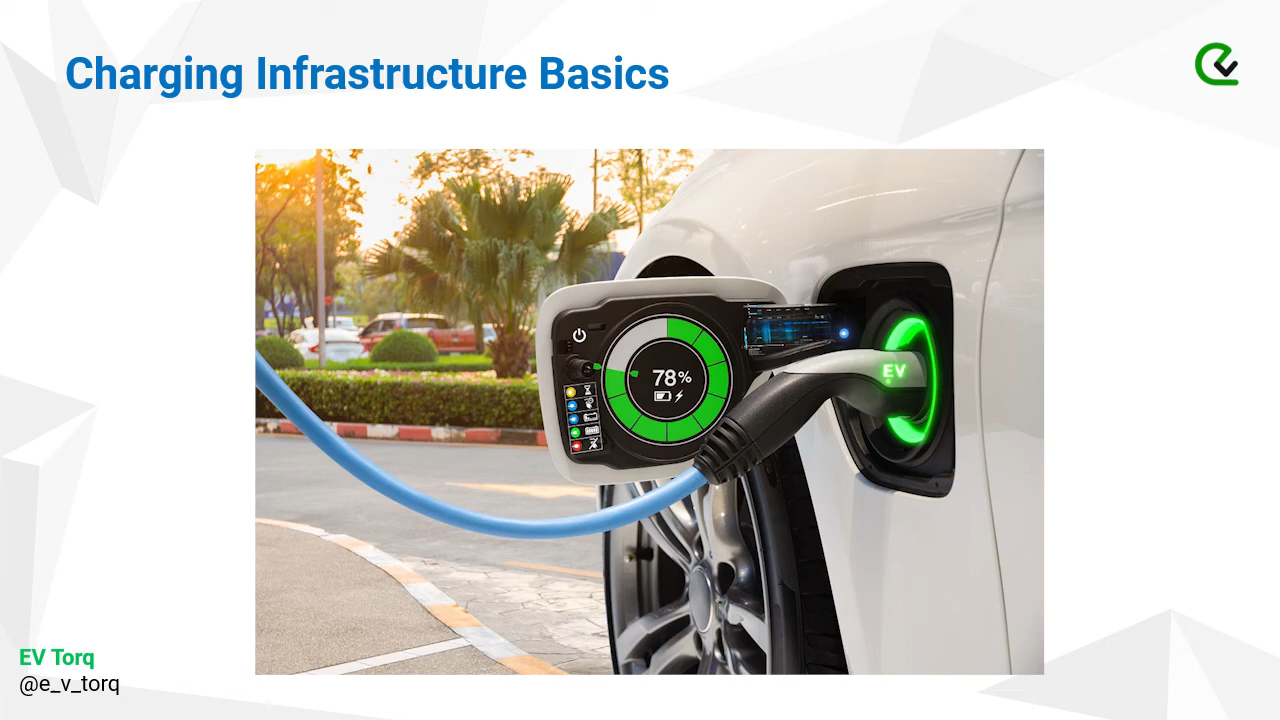 Charging Infrastructure Basics
78%
EV
EV Torq
@e_v_torq